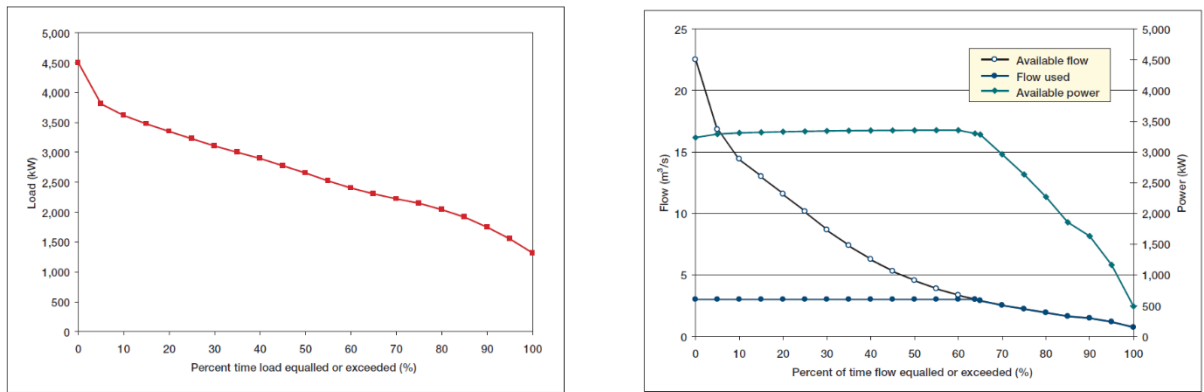 5,000
4,500
4,000
3,500
3,000
2,500
2,000
1,500
1,000
500
0
Load (kW)
0 10 20 30 40 50 60 70 80 90 100
Percent time load equalled or exceeded (%)
25
20
15
10
5
0
Flow (m³/s)
Available flow
Flow used
Available power
5,000
4,500
4,000
3,500
3,000
2,500
2,000
1,500
1,000
500
0
Power (kW)
0 10 20 30 40 50 60 70 80 90 100
Percent of time flow equalled or exceeded (%)